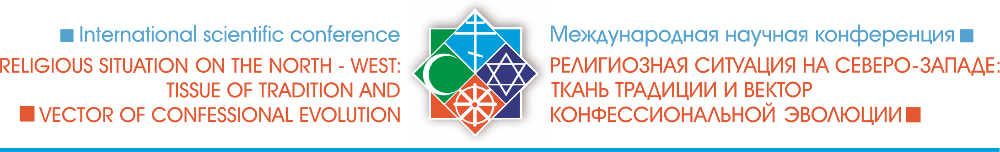 International scientific conference
RELIGIOUS SITUATION ON THE NORTH - WEST:
TISSUE OF TRADITION AND
VECTOR OF CONFESSIONAL EVOLUTION
Международная научная конференция
РЕЛИГИОЗНАЯ СИТУАЦИЯ НА СЕВЕРО-ЗАПАДЕ:
ТКАНЬ ТРАДИЦИИ И ВЕКТОР
КОНФЕССИОНАЛЬНОЙ ЭВОЛЮЦИИ